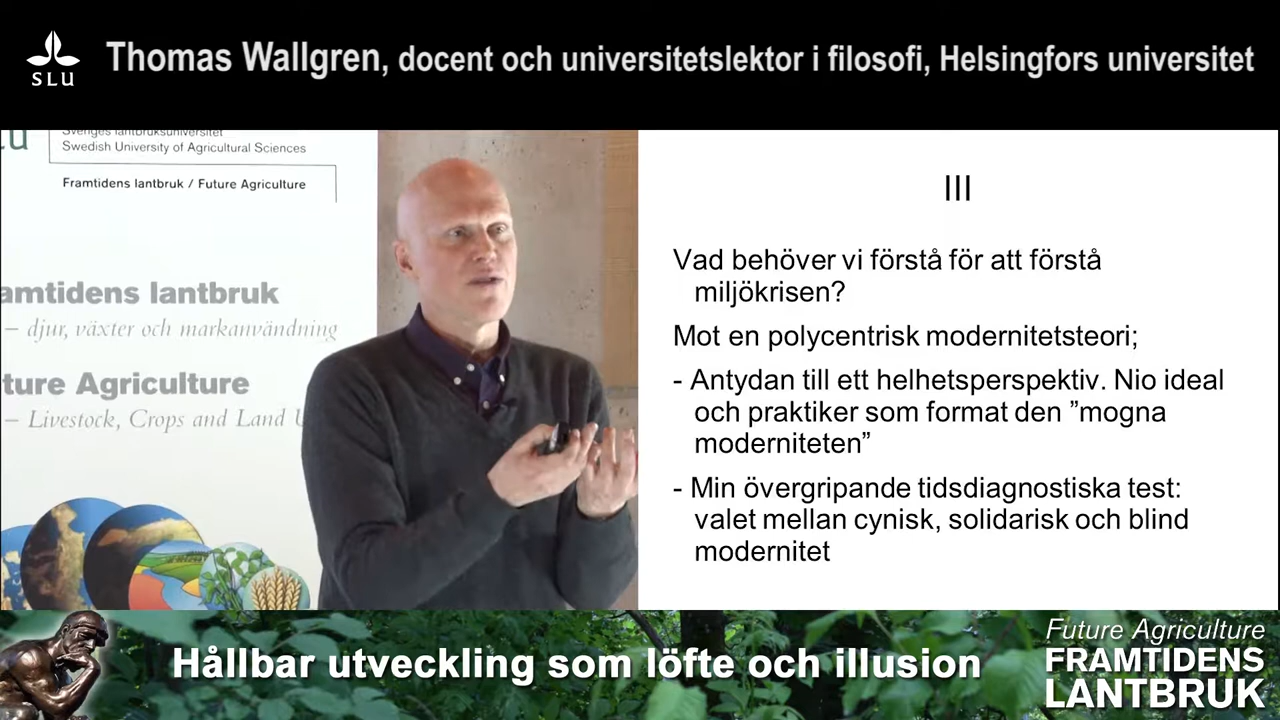 SLU
Thomas Wallgren, docent och universitetslektor i filosofi, Helsingfors universitet
Sveriges lantbruksuniversitet
Swedish University of Agricultural Sciences
Framtidens lantbruk / Future Agriculture
amtidens lantbruk
– djur, växter och markanvändning
ture Agriculture
– Livestock, Crops and Land U
III
Vad behöver vi förstå för att förstå
miljökrisen?
Mot en polycentrisk modernitetsteori;
- Antydan till ett helhetsperspektiv. Nio ideal
och praktiker som format den ”mogna
moderniteten”
- Min övergripande tidsdiagnostiska test:
valet mellan cynisk, solidarisk och blind
modernitet
Hållbar utveckling som löfte och illusion
Future Agriculture
FRAMTIDENS
LANTBRUK